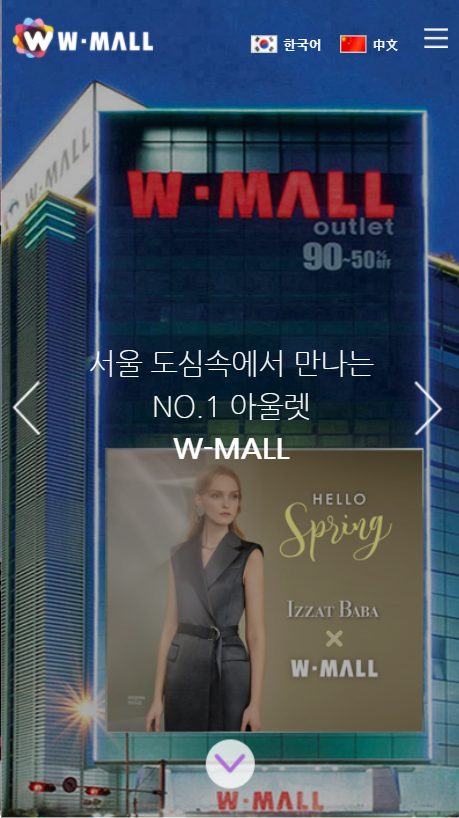 W·MALL
한국어 中文
W·MALL
W·MALL
outlet
90~50% OFF
서울 도심속에서 만나는
NO.1 아울렛
W-MALL
HELLO
Spring
IZZAT BABA
×
W·MALL
W·MALL